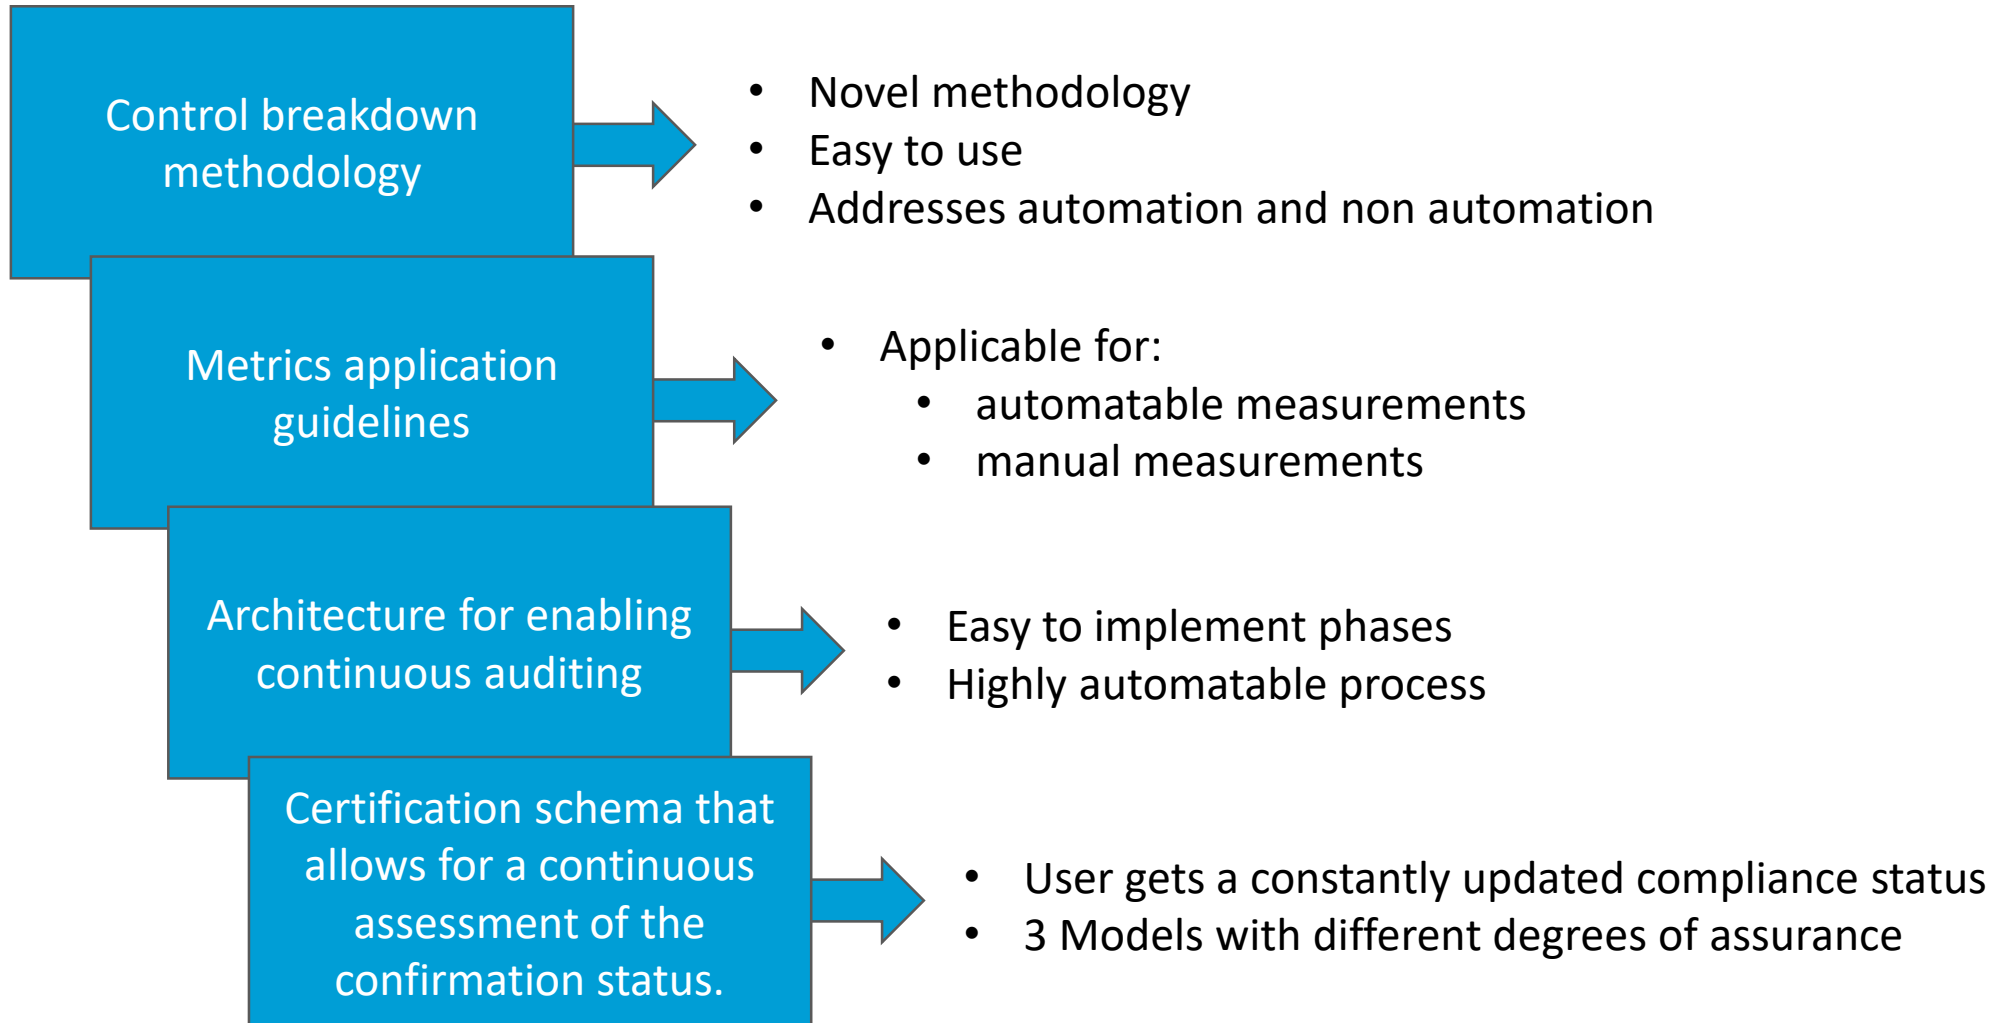 Control breakdown
methodology
• Novel methodology
• Easy to use
• Addresses automation and non automation
Metrics application
guidelines
• Applicable for:
• automatable measurements
• manual measurements
Architecture for enabling
continuous auditing
• Easy to implement phases
• Highly automatable process
Certification schema that
allows for a continuous
assessment of the
confirmation status.
• User gets a constantly updated compliance status
• 3 Models with different degrees of assurance